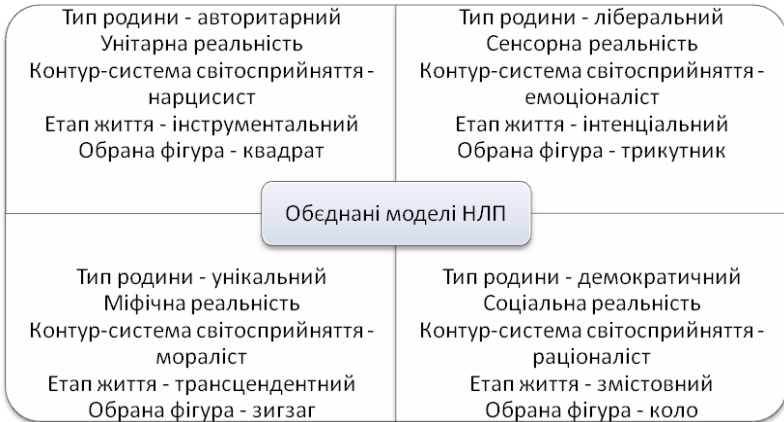 Тип родини - авторитарний
Унітарна реальність
Контур-система світосприйняття -
нарцисист
Етап життя - інструментальний
Обрана фігура - квадрат
Тип родини - ліберальний
Сенсорна реальність
Контур-система світосприйняття -
емоціоналіст
Етап життя - інтенціальний
Обрана фігура - трикутник
Обєднані моделі НЛП
Тип родини - унікальний
Міфічна реальність
Контур-система світосприйняття -
мораліст
Етап життя - трансцендентний
Обрана фігура - зигзаг
Тип родини - демократичний
Соціальна реальність
Контур-система світосприйняття -
раціоналіст
Етап життя - змістовний
Обрана фігура - коло